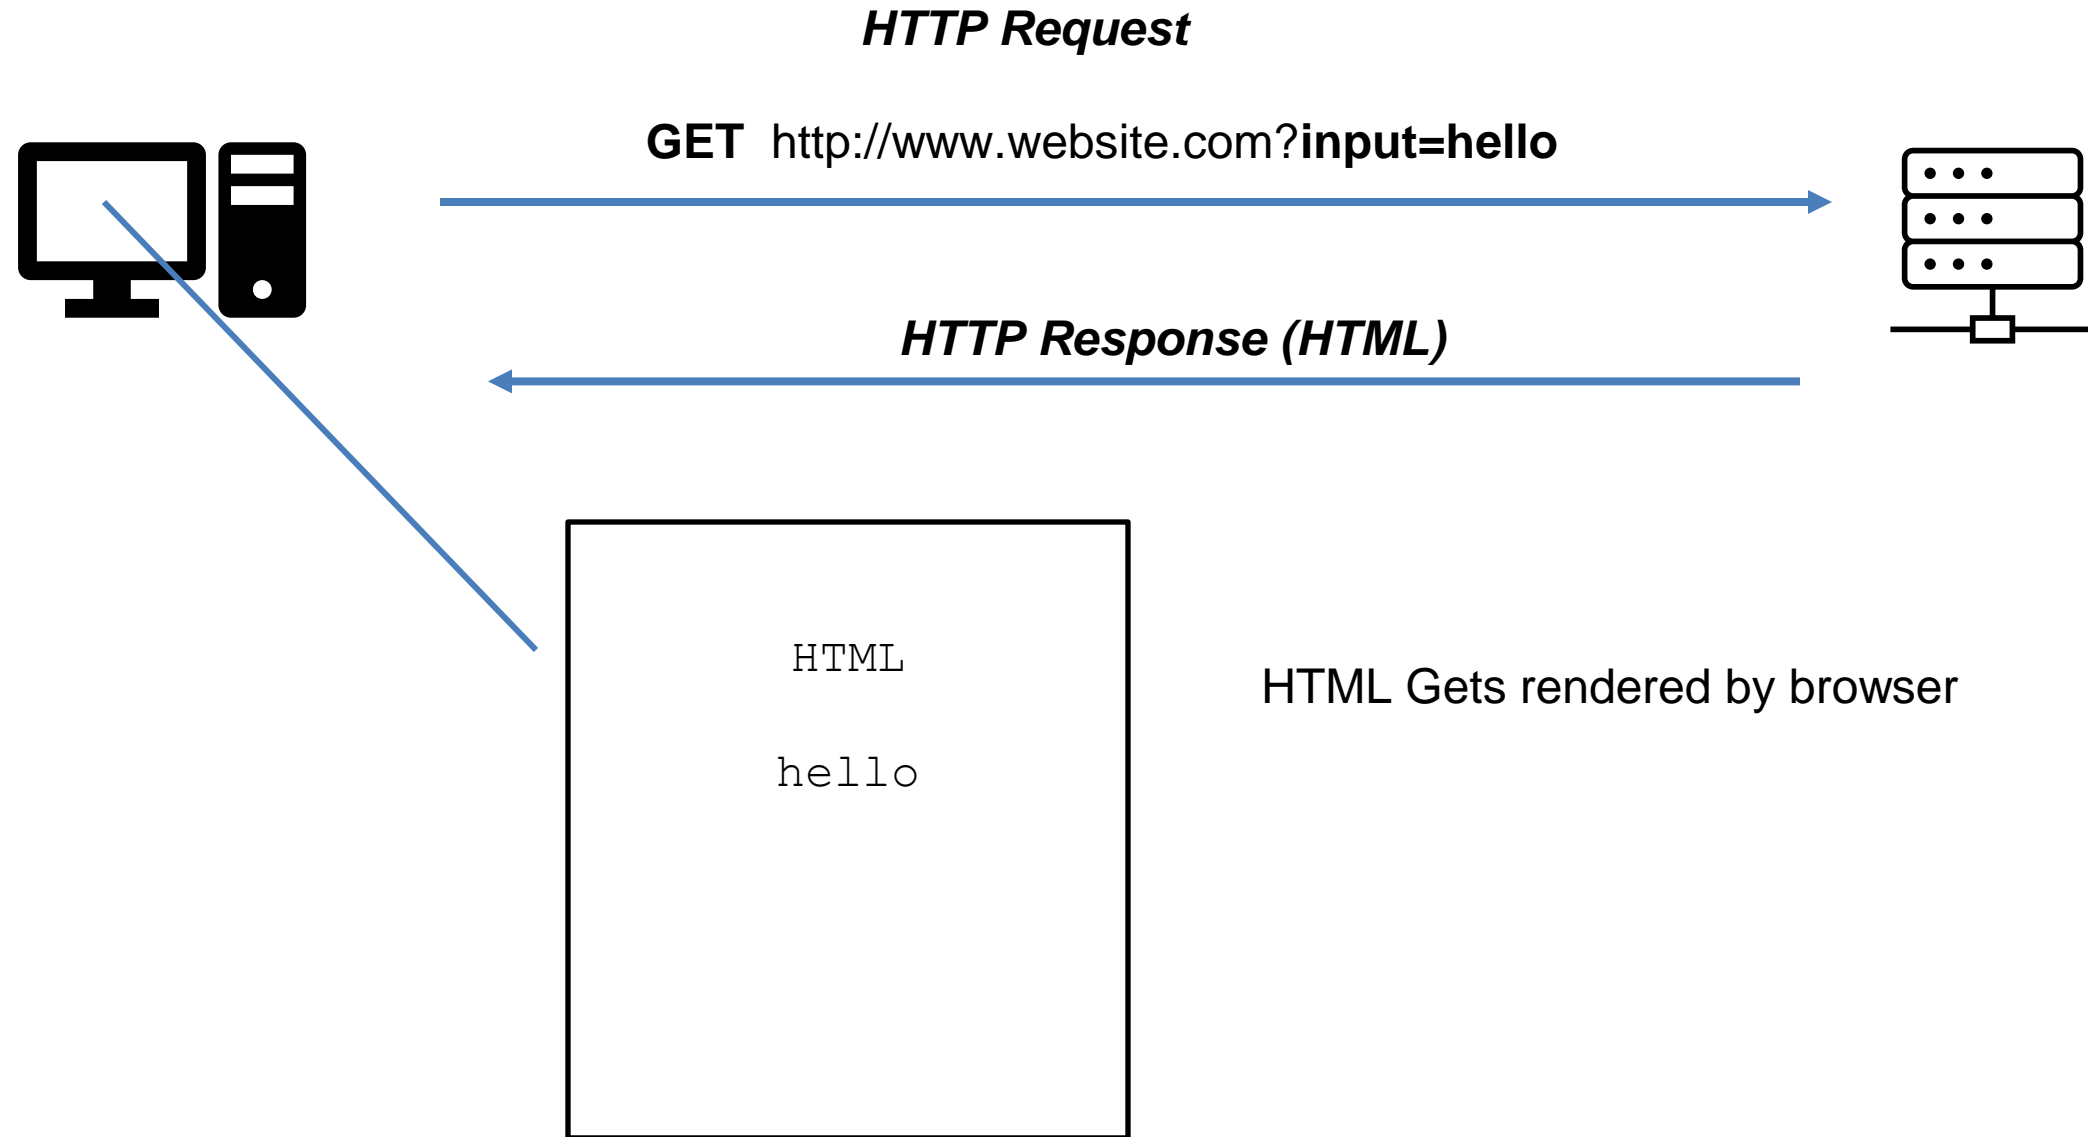 HTTP Request
GET http://www.website.com?input=hello
HTTP Response (HTML)
HTML
hello
HTML Gets rendered by browser